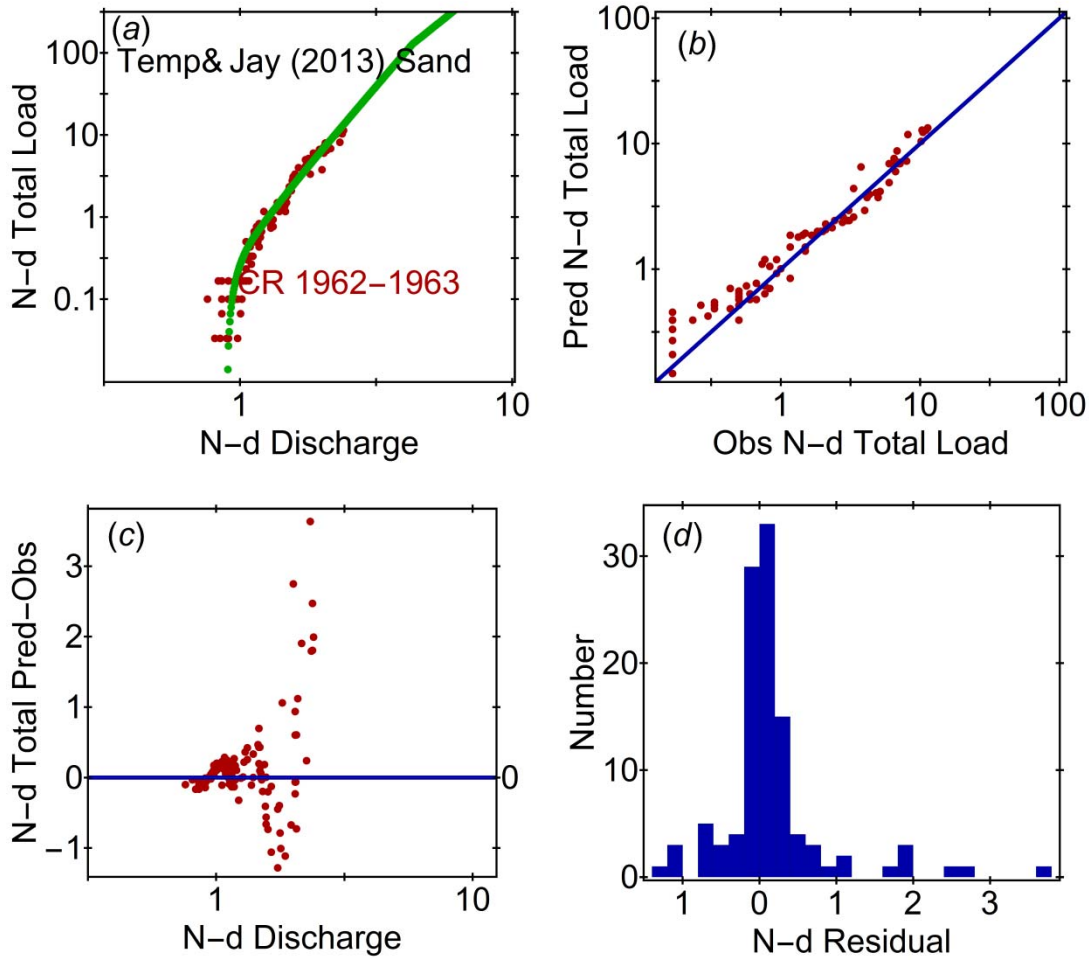 (a)
Temp& Jay (2013) Sand
CR 1962−1963
N−d Total Load
100
10
1
0.1
1
10
N−d Discharge
(b)
Pred N−d Total Load
100
10
1
1
10
100
Obs N−d Total Load
(c)
N−d Total Pred−Obs
3
2
1
0
−1
0
1
10
N−d Discharge
(d)
Number
30
20
10
0
1
0
1
2
3
N−d Residual